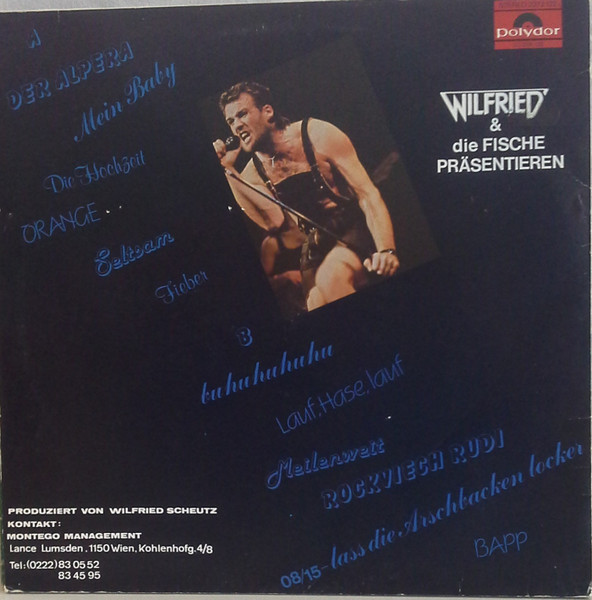 Polydor
A
DER ALPERA
Mein Baby
Die Hochzeit
ORANGE
Seltsam
Fieber
WILFRIED
&
die FISCHE
PRÄSENTIEREN
B
kuhuhuhuhu
Lauf, Hase, lauf
Meilenweit
ROCKVIECH RUDI
08/15 - lass die Arschbacken locker
BAPP
PRODUZIERT VON WILFRIED SCHEUTZ
KONTAKT:
MONTEGO MANAGEMENT
Lance Lumsden, 1150 Wien, Kohlenhofg. 4/8
Tel: (0222) 83 05 52
83 45 95